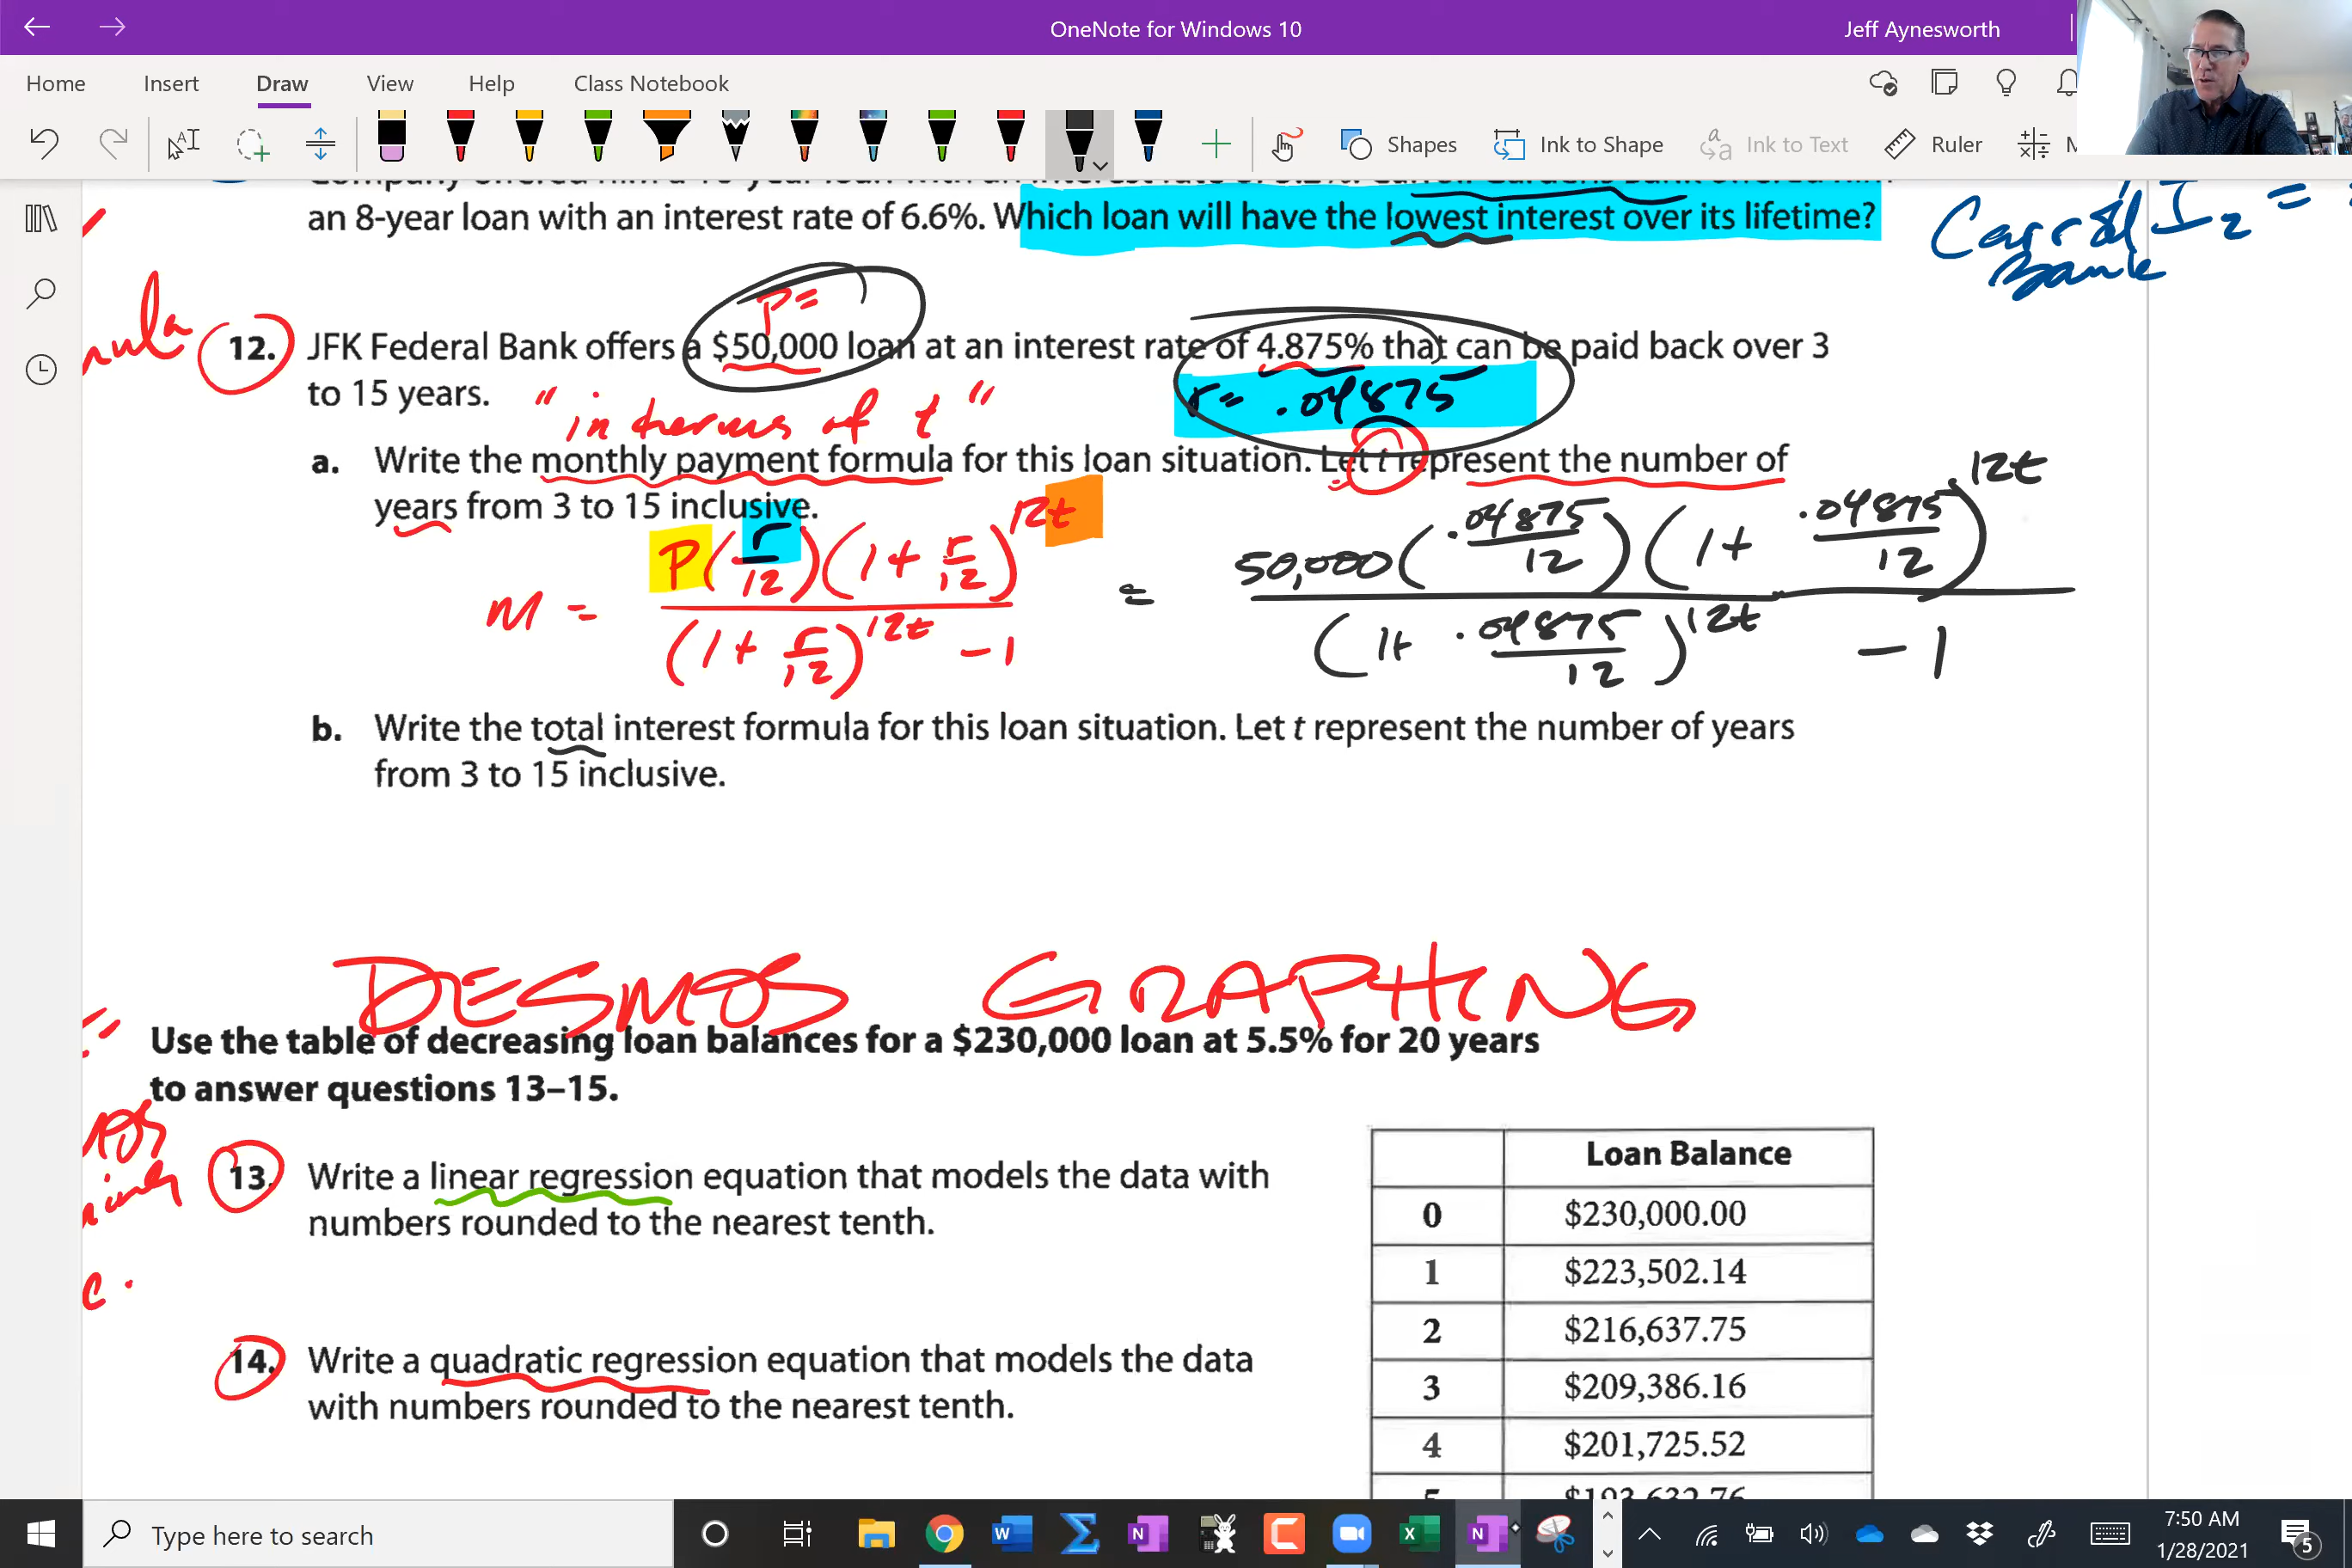 OneNote for Windows 10
Jeff Aynesworth
Home Insert Draw View Help Class Notebook
Shapes Ink to Shape Ink to Text Ruler M
an 8-year loan with an interest rate of 6.6%. Which loan will have the lowest interest over its lifetime?
I2 =
Bank
P=
12. JFK Federal Bank offers a $50,000 loan at an interest rate of 4.875% that can be paid back over 3
to 15 years.
"in terms of t"
r= .04875
a. Write the monthly payment formula for this loan situation. Let t represent the number of
years from 3 to 15 inclusive.
P(r/12)(1+r/12)^12t
M =
(1+r/12)^12t -1
= 50,000(.04875/12)(1+.04875/12)^12t
(1+.04875/12)^12t -1
b. Write the total interest formula for this loan situation. Let t represent the number of years
from 3 to 15 inclusive.
DESMOS GRAPHING
Use the table of decreasing loan balances for a $230,000 loan at 5.5% for 20 years
to answer questions 13–15.
13. Write a linear regression equation that models the data with
numbers rounded to the nearest tenth.
14. Write a quadratic regression equation that models the data
with numbers rounded to the nearest tenth.
Loan Balance
0 $230,000.00
1 $223,502.14
2 $216,637.75
3 $209,386.16
4 $201,725.52
Type here to search
7:50 AM
1/28/2021
5